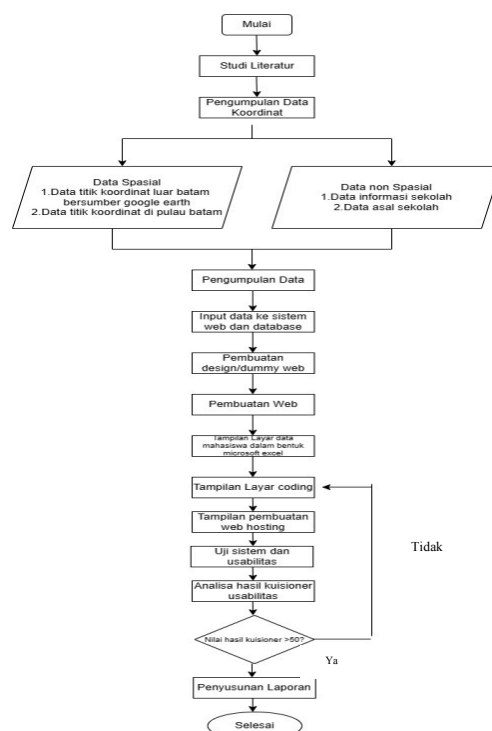 Mulai
Studi Literatur
Pengumpulan Data
Koordinat
Data Spasial
1.Data titik koordinat luar batam
bersumber google earth
2.Data titik koordinat di pulau batam
Data non Spasial
1.Data informasi sekolah
2.Data asal sekolah
Pengumpulan Data
Input data ke sistem
web dan database
Pembuatan
design/dummy web
Pembuatan Web
Tampilan Layar data
mahasiswa dalam bentuk
microsoft excel
Tampilan Layar coding
Tampilan pembuatan
web hosting
Tidak
Uji sistem dan
usabilitas
Analisa hasil kuisioner
usabilitas
Nilai hasil kuisioner >60?
Ya
Penyusunan Laporan
Selesai